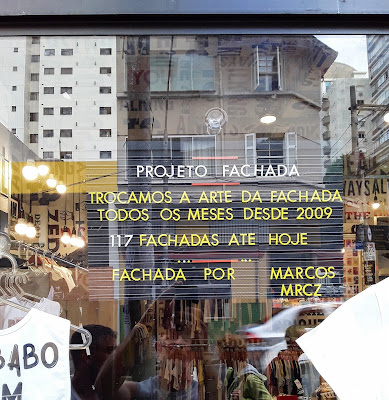 PROJETO FACHADA
TROCAMOS A ARTE DA FACHADA
TODOS OS MESES DESDE 2009
117 FACHADAS ATE HOJE
... ...
FACHADA POR MARCOS
MRCZ
BABO
M